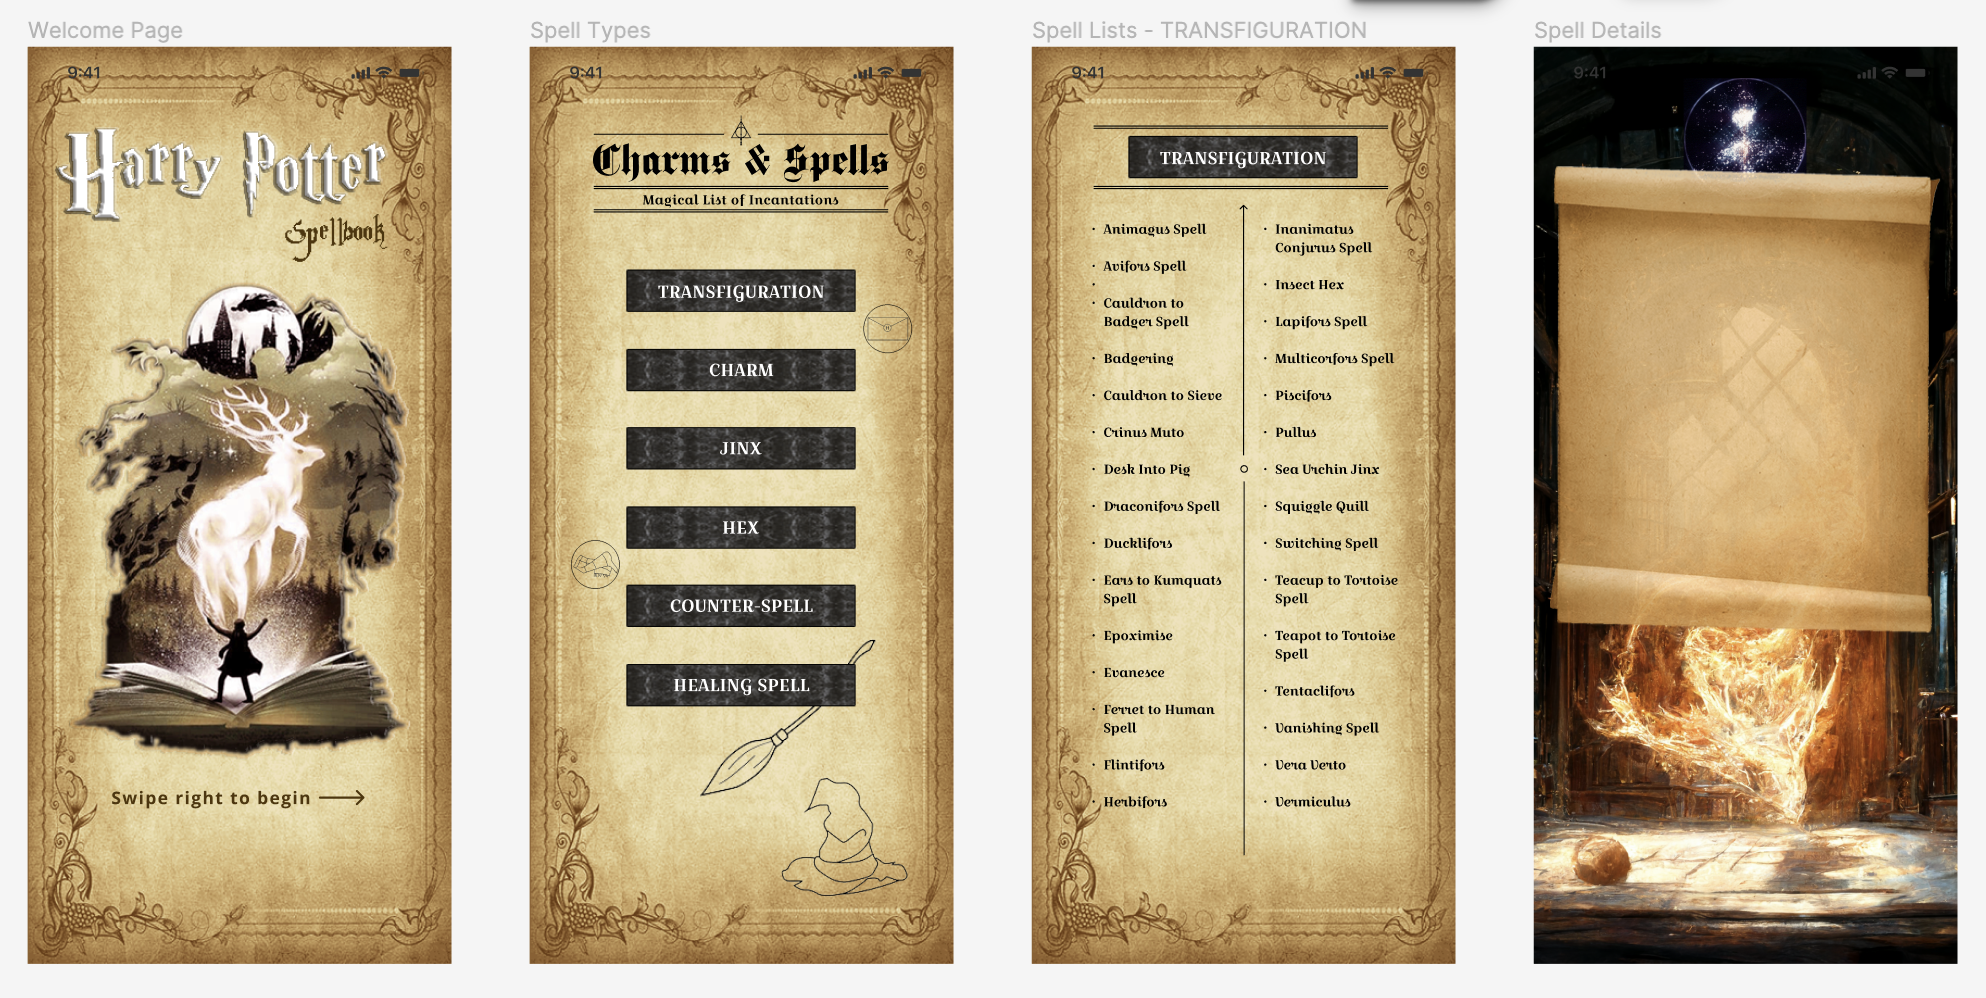 Welcome Page
9:41
Harry Potter
Spellbook
Swipe right to begin
Spell Types
9:41
Charms & Spells
Magical List of Incantations
TRANSFIGURATION
CHARM
JINX
HEX
COUNTER-SPELL
HEALING SPELL
Spell Lists - TRANSFIGURATION
9:41
TRANSFIGURATION
Animagus Spell
Avifors Spell
Cauldron to
Badger Spell
Badgering
Cauldron to Sieve
Crinus Muto
Desk Into Pig
Draconifors Spell
Ducklifors
Ears to Kumquats
Spell
Epoximise
Evanesce
Ferret to Human
Spell
Flintifors
Herbifors
Inanimatus
Conjurus Spell
Insect Hex
Lapifors Spell
Multicorfors Spell
Piscifors
Pullus
Sea Urchin Jinx
Squiggle Quill
Switching Spell
Teacup to Tortoise
Spell
Teapot to Tortoise
Spell
Tentaclifors
Vanishing Spell
Vera Verto
Vermiculus
Spell Details
9:41